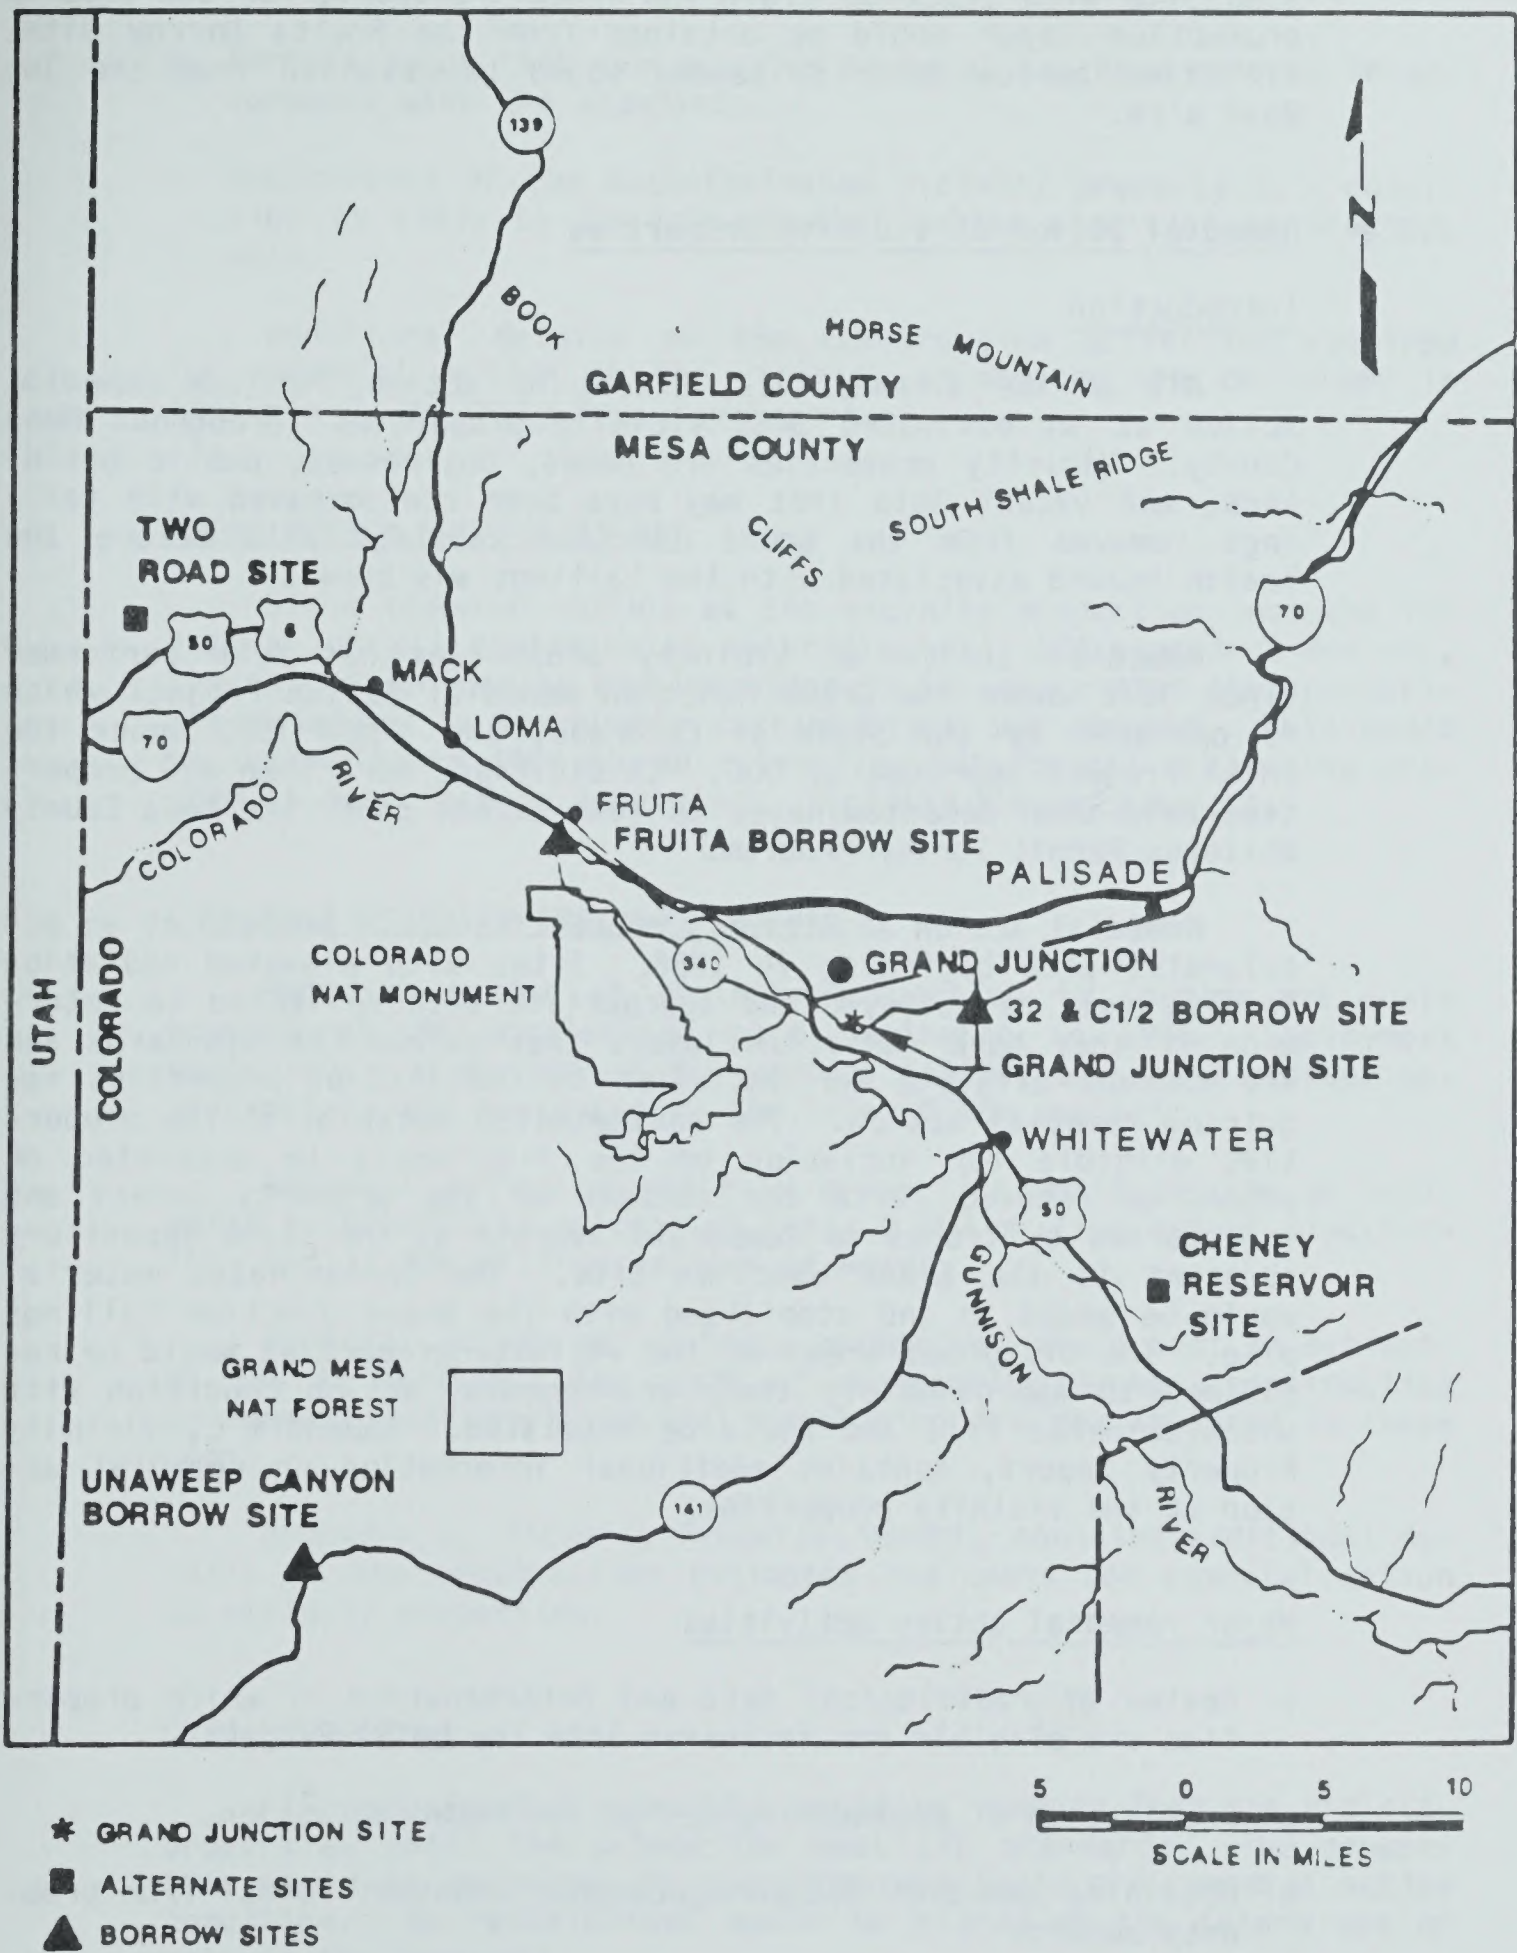 139
N
BOOK
HORSE MOUNTAIN
GARFIELD COUNTY
MESA COUNTY
SOUTH SHALE RIDGE
CLIFFS
TWO
ROAD SITE
50
6
70
MACK
70
LOMA
COLORADO
RIVER
FRUITA
FRUITA BORROW SITE
PALISADE
COLORADO
NAT MONUMENT
340
GRAND JUNCTION
32 & C1/2 BORROW SITE
GRAND JUNCTION SITE
UTAH
COLORADO
WHITEWATER
50
GUNNISON
CHENEY
RESERVOIR
SITE
GRAND MESA
NAT FOREST
UNAWEEP CANYON
BORROW SITE
141
RIVER
GRAND JUNCTION SITE
ALTERNATE SITES
BORROW SITES
5 0 5 10
SCALE IN MILES